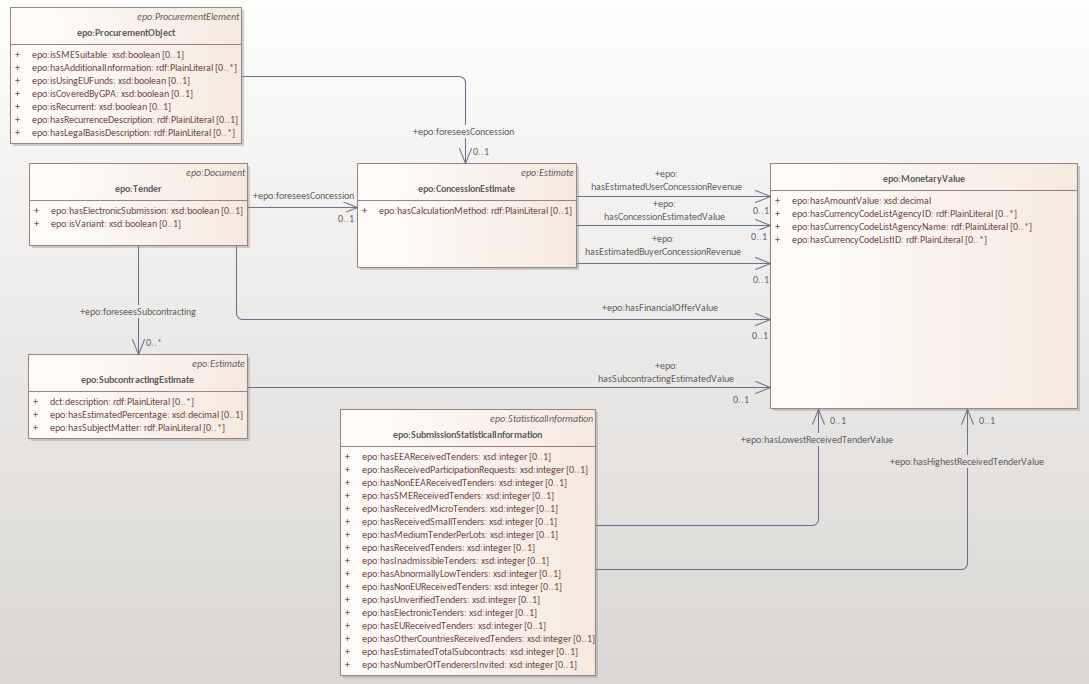 epo:ProcurementElement
epo:ProcurementObject
+ epo:isSMESuitable: xsd:boolean [0..1]
+ epo:hasAdditionalInformation: rdf:PlainLiteral [0..*]
+ epo:isUsingEUFunds: xsd:boolean [0..1]
+ epo:isCoveredByGPA: xsd:boolean [0..1]
+ epo:isRecurrent: xsd:boolean [0..1]
+ epo:hasRecurrenceDescription: rdf:PlainLiteral [0..1]
+ epo:hasLegalBasisDescription: rdf:PlainLiteral [0..*]
+epo:foreseesConcession
0..1
epo:Document
epo:Tender
+ epo:hasElectronicSubmission: xsd:boolean [0..1]
+ epo:isVariant: xsd:boolean [0..1]
+epo:foreseesConcession
0..1
epo:Estimate
epo:ConcessionEstimate
+ epo:hasCalculationMethod: rdf:PlainLiteral [0..1]
+epo:
hasEstimatedUserConcessionRevenue
0..1
+epo:
hasConcessionEstimatedValue
0..1
+epo:
hasEstimatedBuyerConcessionRevenue
0..1
epo:MonetaryValue
+ epo:hasAmountValue: xsd:decimal
+ epo:hasCurrencyCodeListAgencyID: rdf:PlainLiteral [0..*]
+ epo:hasCurrencyCodeListAgencyName: rdf:PlainLiteral [0..*]
+ epo:hasCurrencyCodeListID: rdf:PlainLiteral [0..*]
+epo:foreseesSubcontracting
0..*
+epo:hasFinancialOfferValue
0..1
epo:Estimate
epo:SubcontractingEstimate
+ dct:description: rdf:PlainLiteral [0..*]
+ epo:hasEstimatedPercentage: xsd:decimal [0..1]
+ epo:hasSubjectMatter: rdf:PlainLiteral [0..*]
+epo:
hasSubcontractingEstimatedValue
0..1
epo:StatisticalInformation
epo:SubmissionStatisticalInformation
+ epo:hasEEAReceivedTenders: xsd:integer [0..1]
+ epo:hasReceivedParticipationRequests: xsd:integer [0..1]
+ epo:hasNonEEAReceivedTenders: xsd:integer [0..1]
+ epo:hasSMEReceivedTenders: xsd:integer [0..1]
+ epo:hasReceivedMicroTenders: xsd:integer [0..1]
+ epo:hasReceivedSmallTenders: xsd:integer [0..1]
+ epo:hasMediumTenderPerLots: xsd:integer [0..1]
+ epo:hasReceivedTenders: xsd:integer [0..1]
+ epo:hasInadmissibleTenders: xsd:integer [0..1]
+ epo:hasAbnormallyLowTenders: xsd:integer [0..1]
+ epo:hasNonEUReceivedTenders: xsd:integer [0..1]
+ epo:hasUnverifiedTenders: xsd:integer [0..1]
+ epo:hasElectronicTenders: xsd:integer [0..1]
+ epo:hasEUReceivedTenders: xsd:integer [0..1]
+ epo:hasOtherCountriesReceivedTenders: xsd:integer [0..1]
+ epo:hasEstimatedTotalSubcontracts: xsd:integer [0..1]
+ epo:hasNumberOfTenderersInvited: xsd:integer [0..1]
0..1
+epo:hasLowestReceivedTenderValue
0..1
+epo:hasHighestReceivedTenderValue